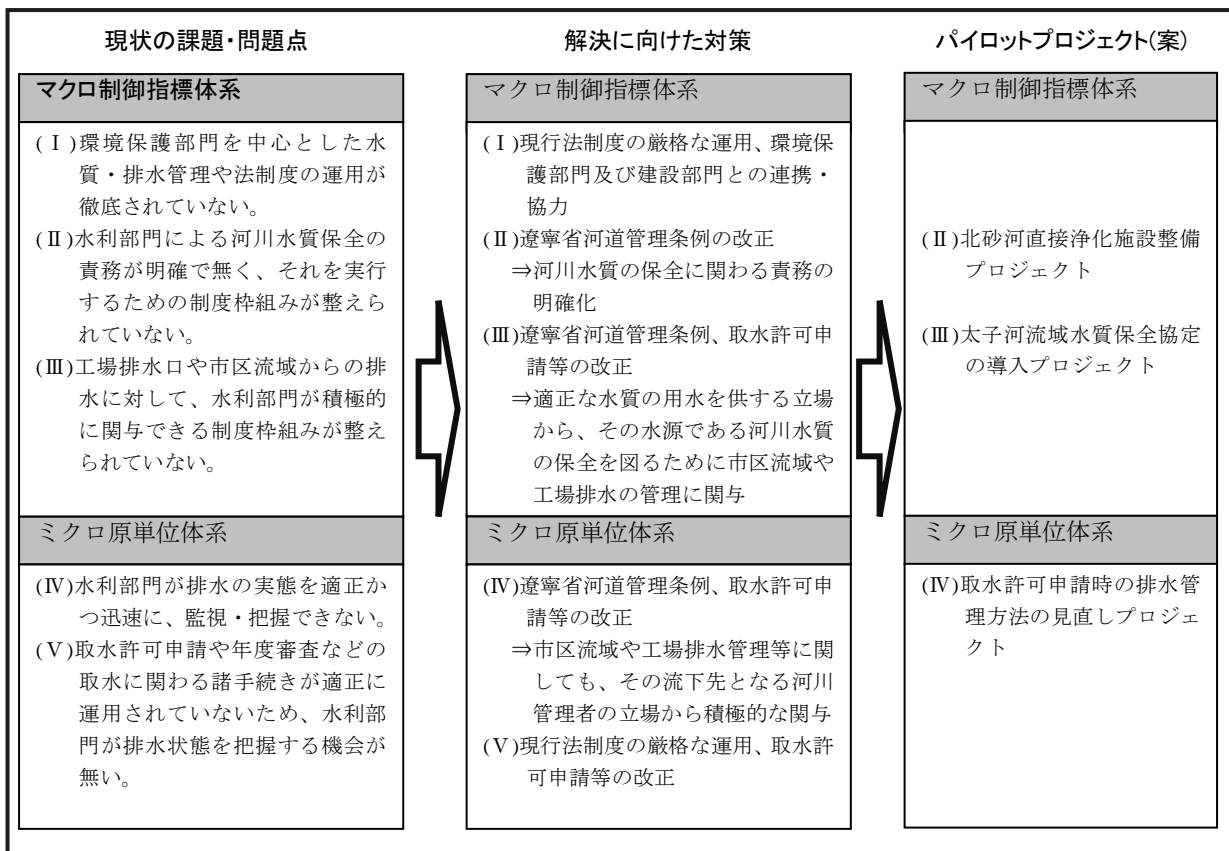 現状の課題・問題点
マクロ制御指標体系
(Ⅰ)環境保護部門を中心とした水
質・排水管理や法制度の運用が
徹底されていない。
(Ⅱ)水利部門による河川水質保全の
責務が明確で無く、それを実行
するための制度枠組みが整えら
れていない。
(Ⅲ)工場排水口や市区流域からの排
水に対して、水利部門が積極的
に関与できる制度枠組みが整え
られていない。
ミクロ原単位体系
(Ⅳ)水利部門が排水の実態を適正か
つ迅速に、監視・把握できない。
(Ⅴ)取水許可申請や年度審査などの
取水に関わる諸手続きが適正に
運用されていないため、水利部
門が排水状態を把握する機会が
無い。
解決に向けた対策
マクロ制御指標体系
(Ⅰ)現行法制度の厳格な運用、環境保
護部門及び建設部門との連携・
協力
(Ⅱ)遼寧省河道管理条例の改正
⇒河川水質の保全に関わる責務の
明確化
(Ⅲ)遼寧省河道管理条例、取水許可申
請等の改正
⇒適正な水質の用水を供する立場
から、その水源である河川水質
の保全を図るために市区流域や
工場排水の管理に関与
ミクロ原単位体系
(Ⅳ)遼寧省河道管理条例、取水許可申
請等の改正
⇒市区流域や工場排水管理等に関
しても、その流下先となる河川
管理者の立場から積極的な関与
(Ⅴ)現行法制度の厳格な運用、取水許
可申請等の改正
パイロットプロジェクト(案)
マクロ制御指標体系
(Ⅱ)北砂河直接浄化施設整備
プロジェクト
(Ⅲ)太子河流域水質保全協定
の導入プロジェクト
ミクロ原単位体系
(Ⅳ)取水許可申請時の排水管
理方法の見直しプロジェ
クト